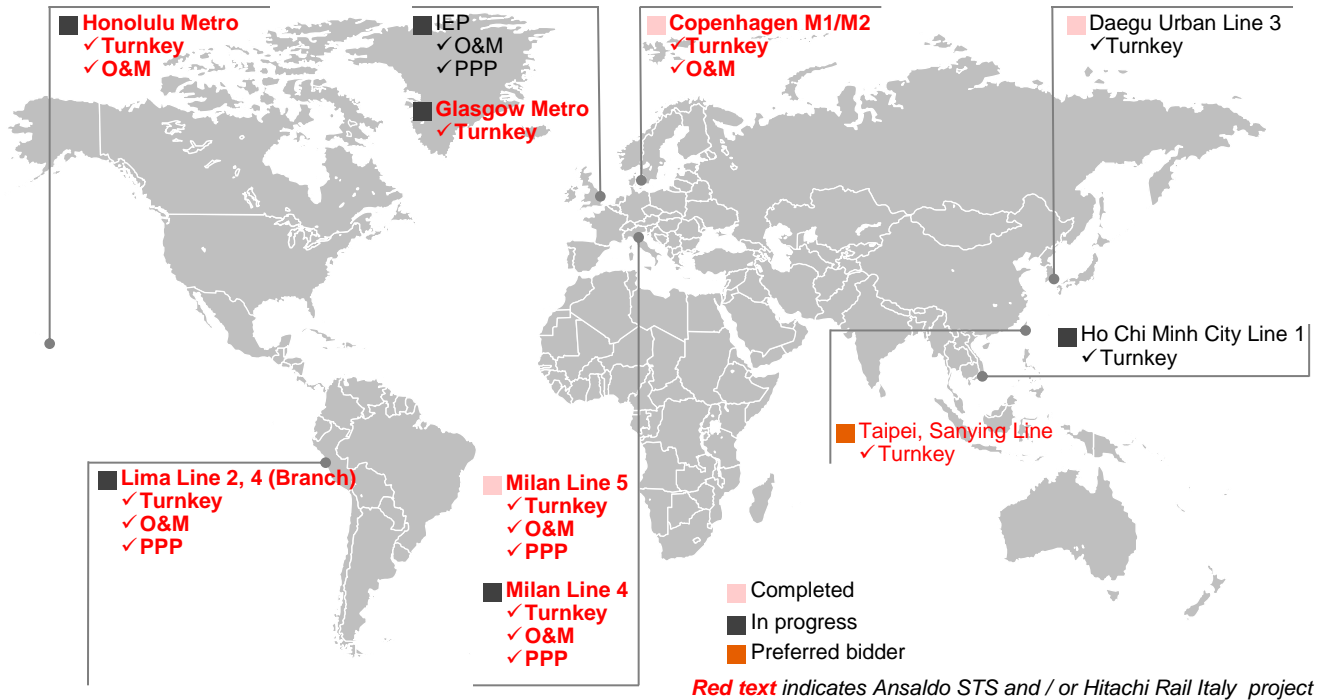 Honolulu Metro
✓Turnkey
✓O&M
IEP
✓O&M
✓PPP
Glasgow Metro
✓Turnkey
Copenhagen M1/M2
✓Turnkey
✓O&M
Daegu Urban Line 3
✓Turnkey
Ho Chi Minh City Line 1
✓Turnkey
Taipei, Sanying Line
✓Turnkey
Lima Line 2, 4 (Branch)
✓Turnkey
✓O&M
✓PPP
Milan Line 5
✓Turnkey
✓O&M
✓PPP
Milan Line 4
✓Turnkey
✓O&M
✓PPP
Completed
In progress
Preferred bidder
Red text indicates Ansaldo STS and / or Hitachi Rail Italy project